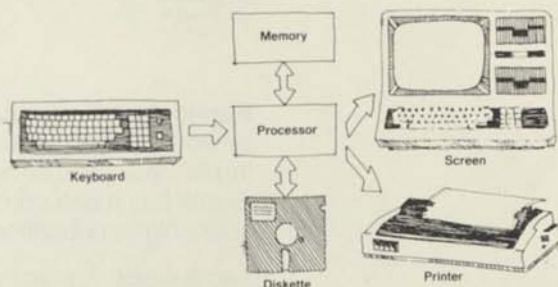 Memory
Processor
Keyboard
Screen
Diskette
Printer